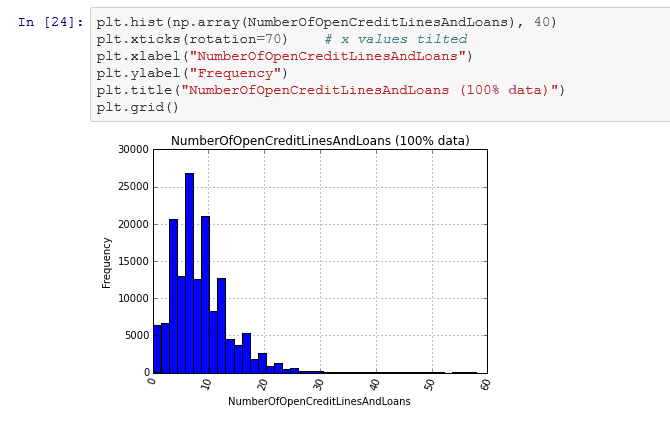 In [24]: plt.hist(np.array(NumberOfOpenCreditLinesAndLoans), 40)
plt.xticks(rotation=70)    # x values tilted
plt.xlabel("NumberOfOpenCreditLinesAndLoans")
plt.ylabel("Frequency")
plt.title("NumberOfOpenCreditLinesAndLoans (100% data)")
plt.grid()
NumberOfOpenCreditLinesAndLoans (100% data)
30000
25000
20000
15000
10000
5000
0
Frequency
0 10 20 30 40 50 60
NumberOfOpenCreditLinesAndLoans